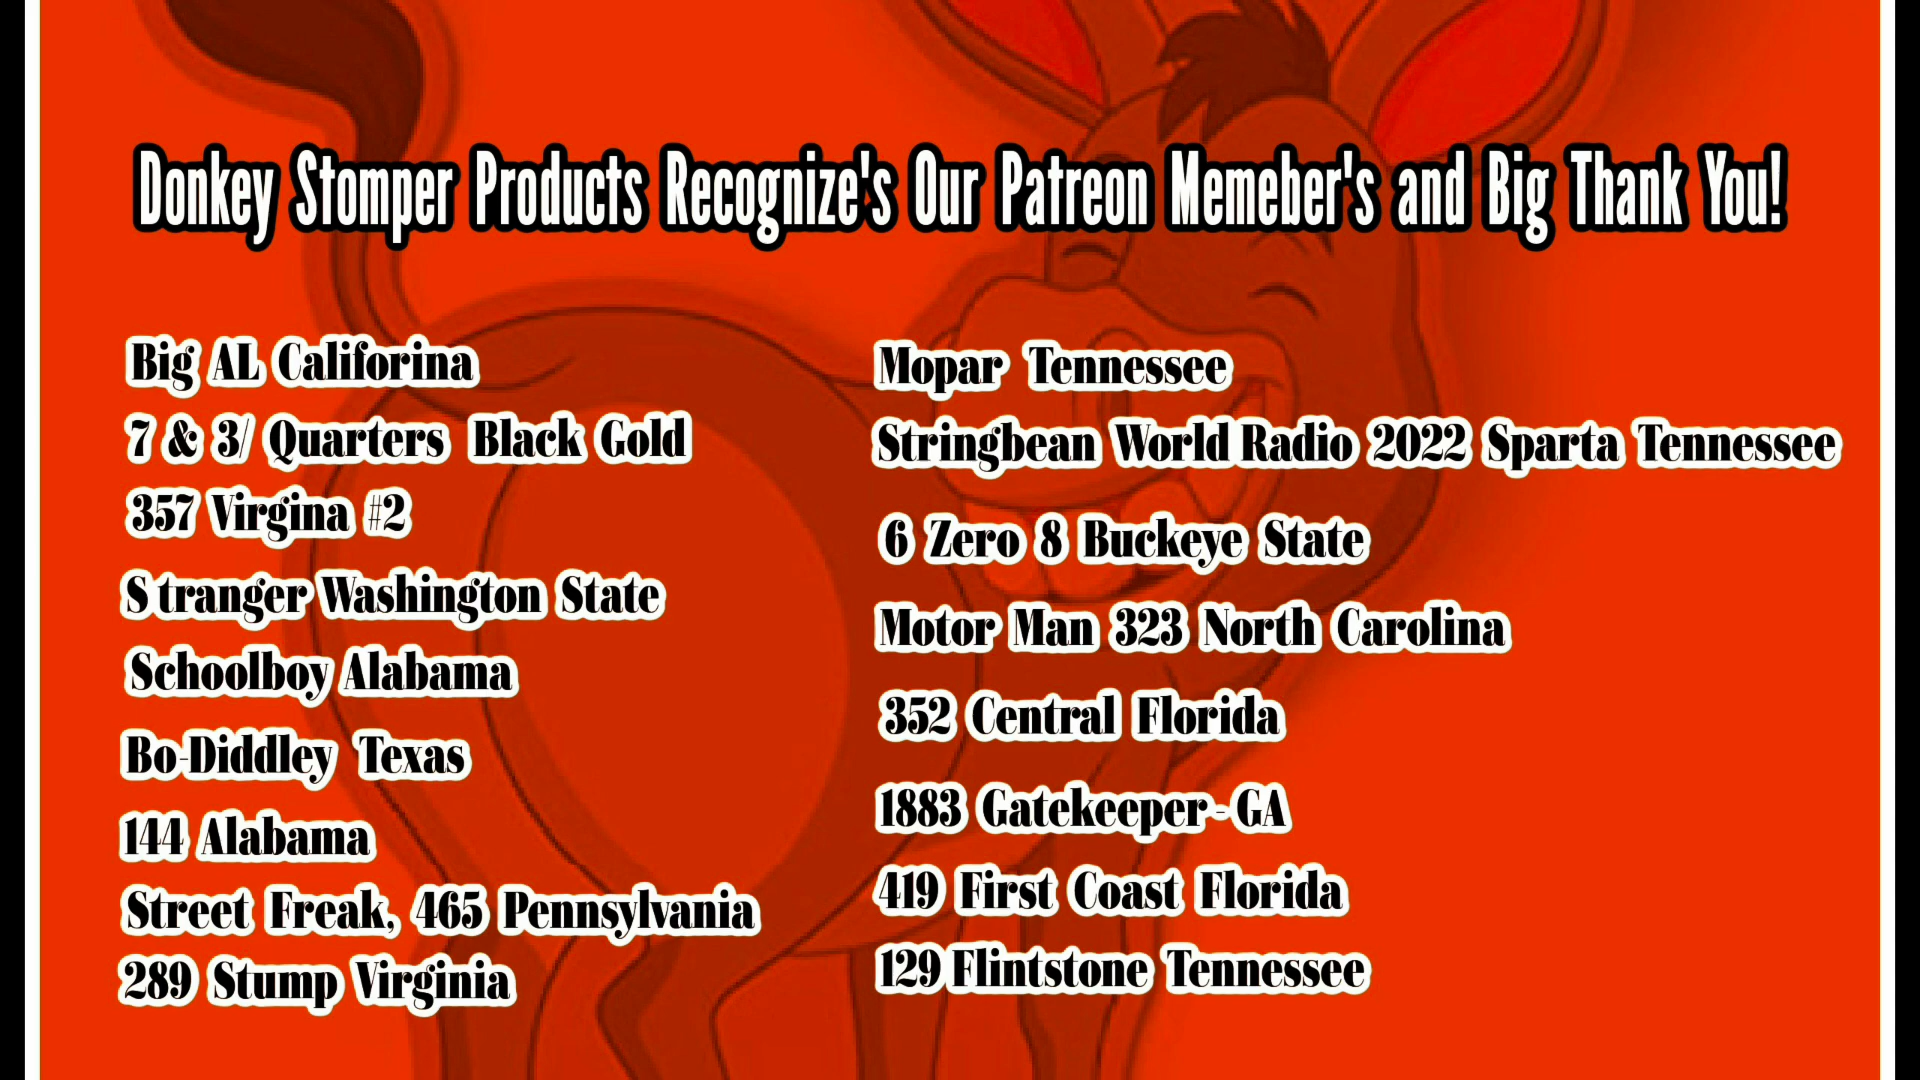 Donkey Stomper Products Recognize's Our Patreon Memeber's and Big Thank You!
Big AL Califorina
7 & 3/ Quarters Black Gold
357 Virgina #2
Stranger Washington State
Schoolboy Alabama
Bo-Diddley Texas
144 Alabama
Street Freak, 465 Pennsylvania
289 Stump Virginia
Mopar Tennessee
Stringbean World Radio 2022 Sparta Tennessee
6 Zero 8 Buckeye State
Motor Man 323 North Carolina
352 Central Florida
1883 Gatekeeper- GA
419 First Coast Florida
129 Flintstone Tennessee